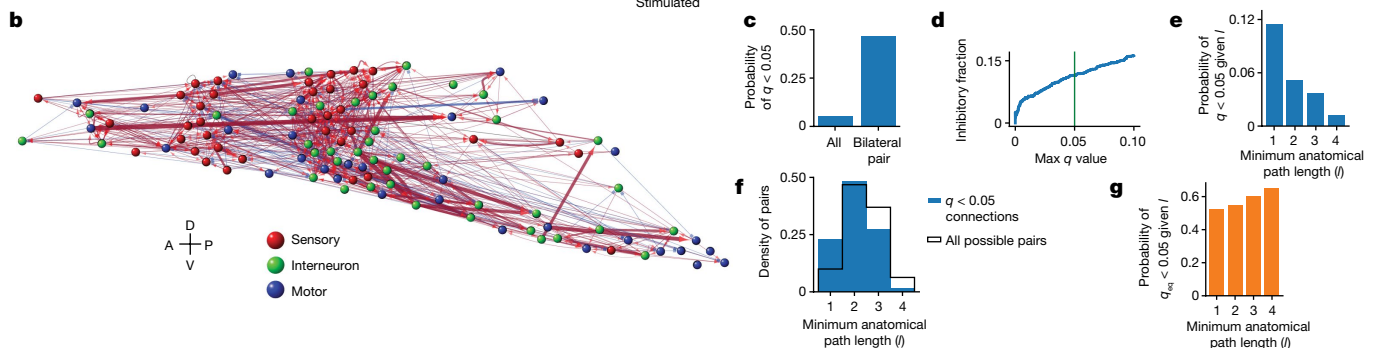 Stimulated
b
D
A
P
V
Sensory
Interneuron
Motor
c
Probability
of q < 0.05
0.50
0.25
0
All
Bilateral
pair
d
Inhibitory fraction
0.15
0
0
0.05
0.10
Max q value
e
Probability of
q < 0.05 given l
0.12
0.06
0
1
2
3
4
Minimum anatomical
path length (l)
f
Density of pairs
0.50
0.25
0
1
2
3
4
Minimum anatomical
path length (l)
q < 0.05
connections
All possible pairs
g
Probability of
qeq < 0.05 given l
0.6
0.4
0.2
0
1
2
3
4
Minimum anatomical
path length (l)